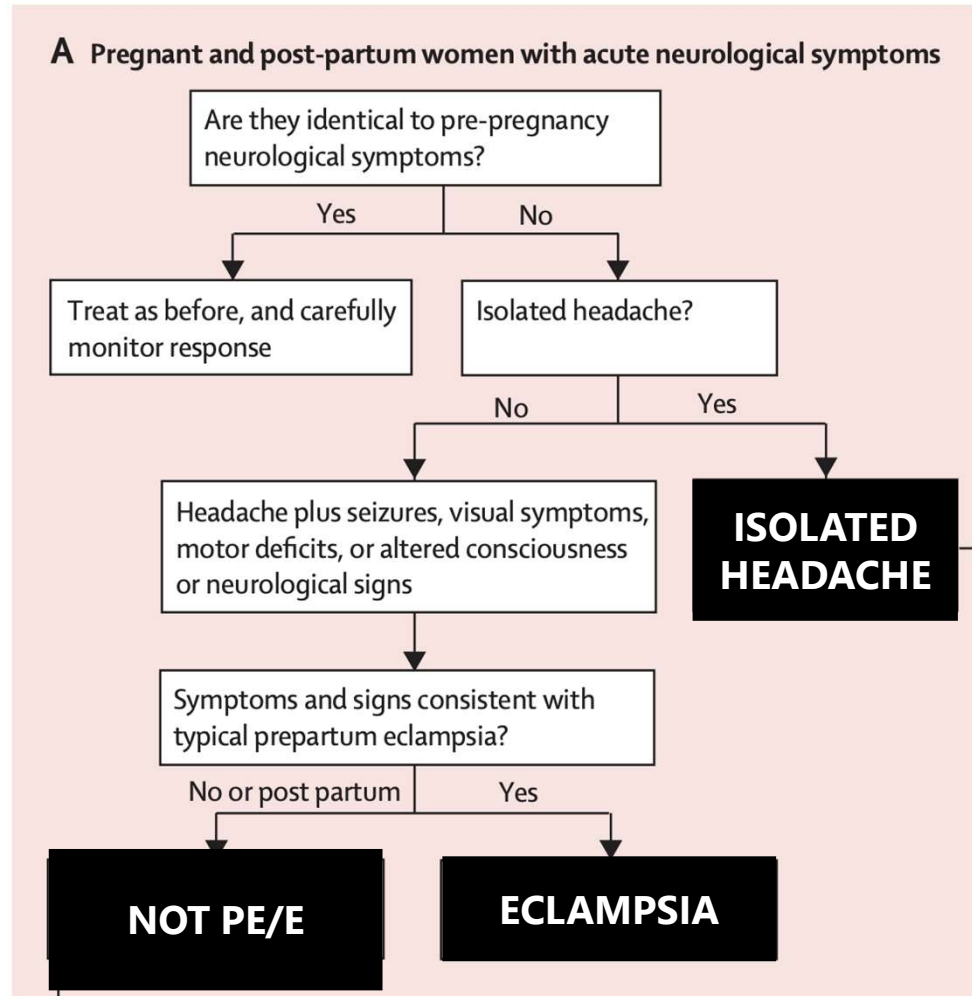 A Pregnant and post-partum women with acute neurological symptoms
Are they identical to pre-pregnancy
neurological symptoms?
Yes
No
Treat as before, and carefully
monitor response
Isolated headache?
No
Yes
Headache plus seizures, visual symptoms,
motor deficits, or altered consciousness
or neurological signs
ISOLATED
HEADACHE
Symptoms and signs consistent with
typical prepartum eclampsia?
No or post partum
Yes
NOT PE/E
ECLAMPSIA